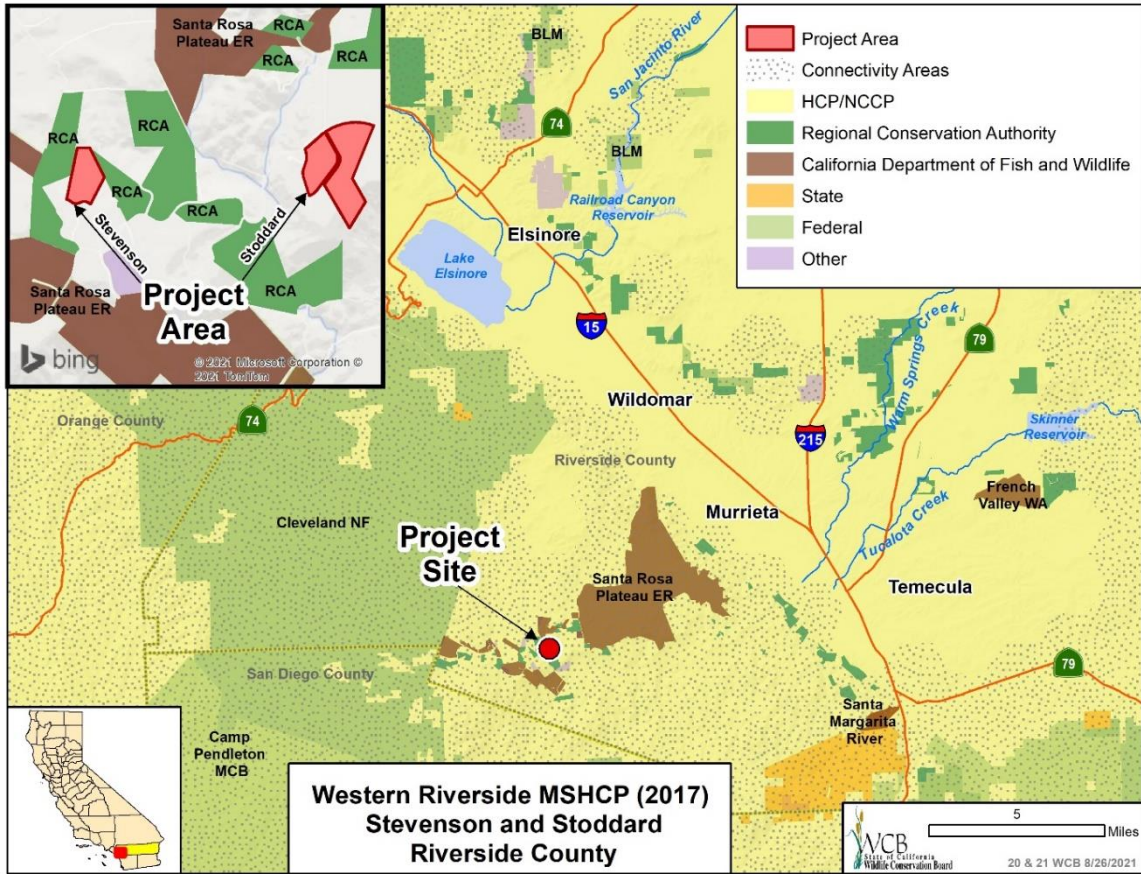 Santa Rosa
Plateau ER
RCA
RCA
RCA
RCA
RCA
RCA
RCA
RCA
RCA
Stevenson
Stoddard
Project
Area
Santa Rosa
Plateau ER
bing
© 2021 Microsoft Corporation ©
2021 TomTom
Project Area
Connectivity Areas
HCP/NCCP
Regional Conservation Authority
California Department of Fish and Wildlife
State
Federal
Other
BLM
San Jacinto River
74
BLM
Railroad Canyon
Reservoir
Elsinore
Lake
Elsinore
15
Warm Springs Creek
79
Wildomar
Orange County
74
215
Skinner
Reservoir
Riverside County
French
Valley WA
Murrieta
Tucalota Creek
Cleveland NF
Project
Site
Santa Rosa
Plateau ER
Temecula
San Diego County
79
Santa
Margarita
River
Camp
Pendleton
MCB
Western Riverside MSHCP (2017)
Stevenson and Stoddard
Riverside County
WCB
State of California
Wildlife Conservation Board
5
Miles
20 & 21 WCB 8/26/2021